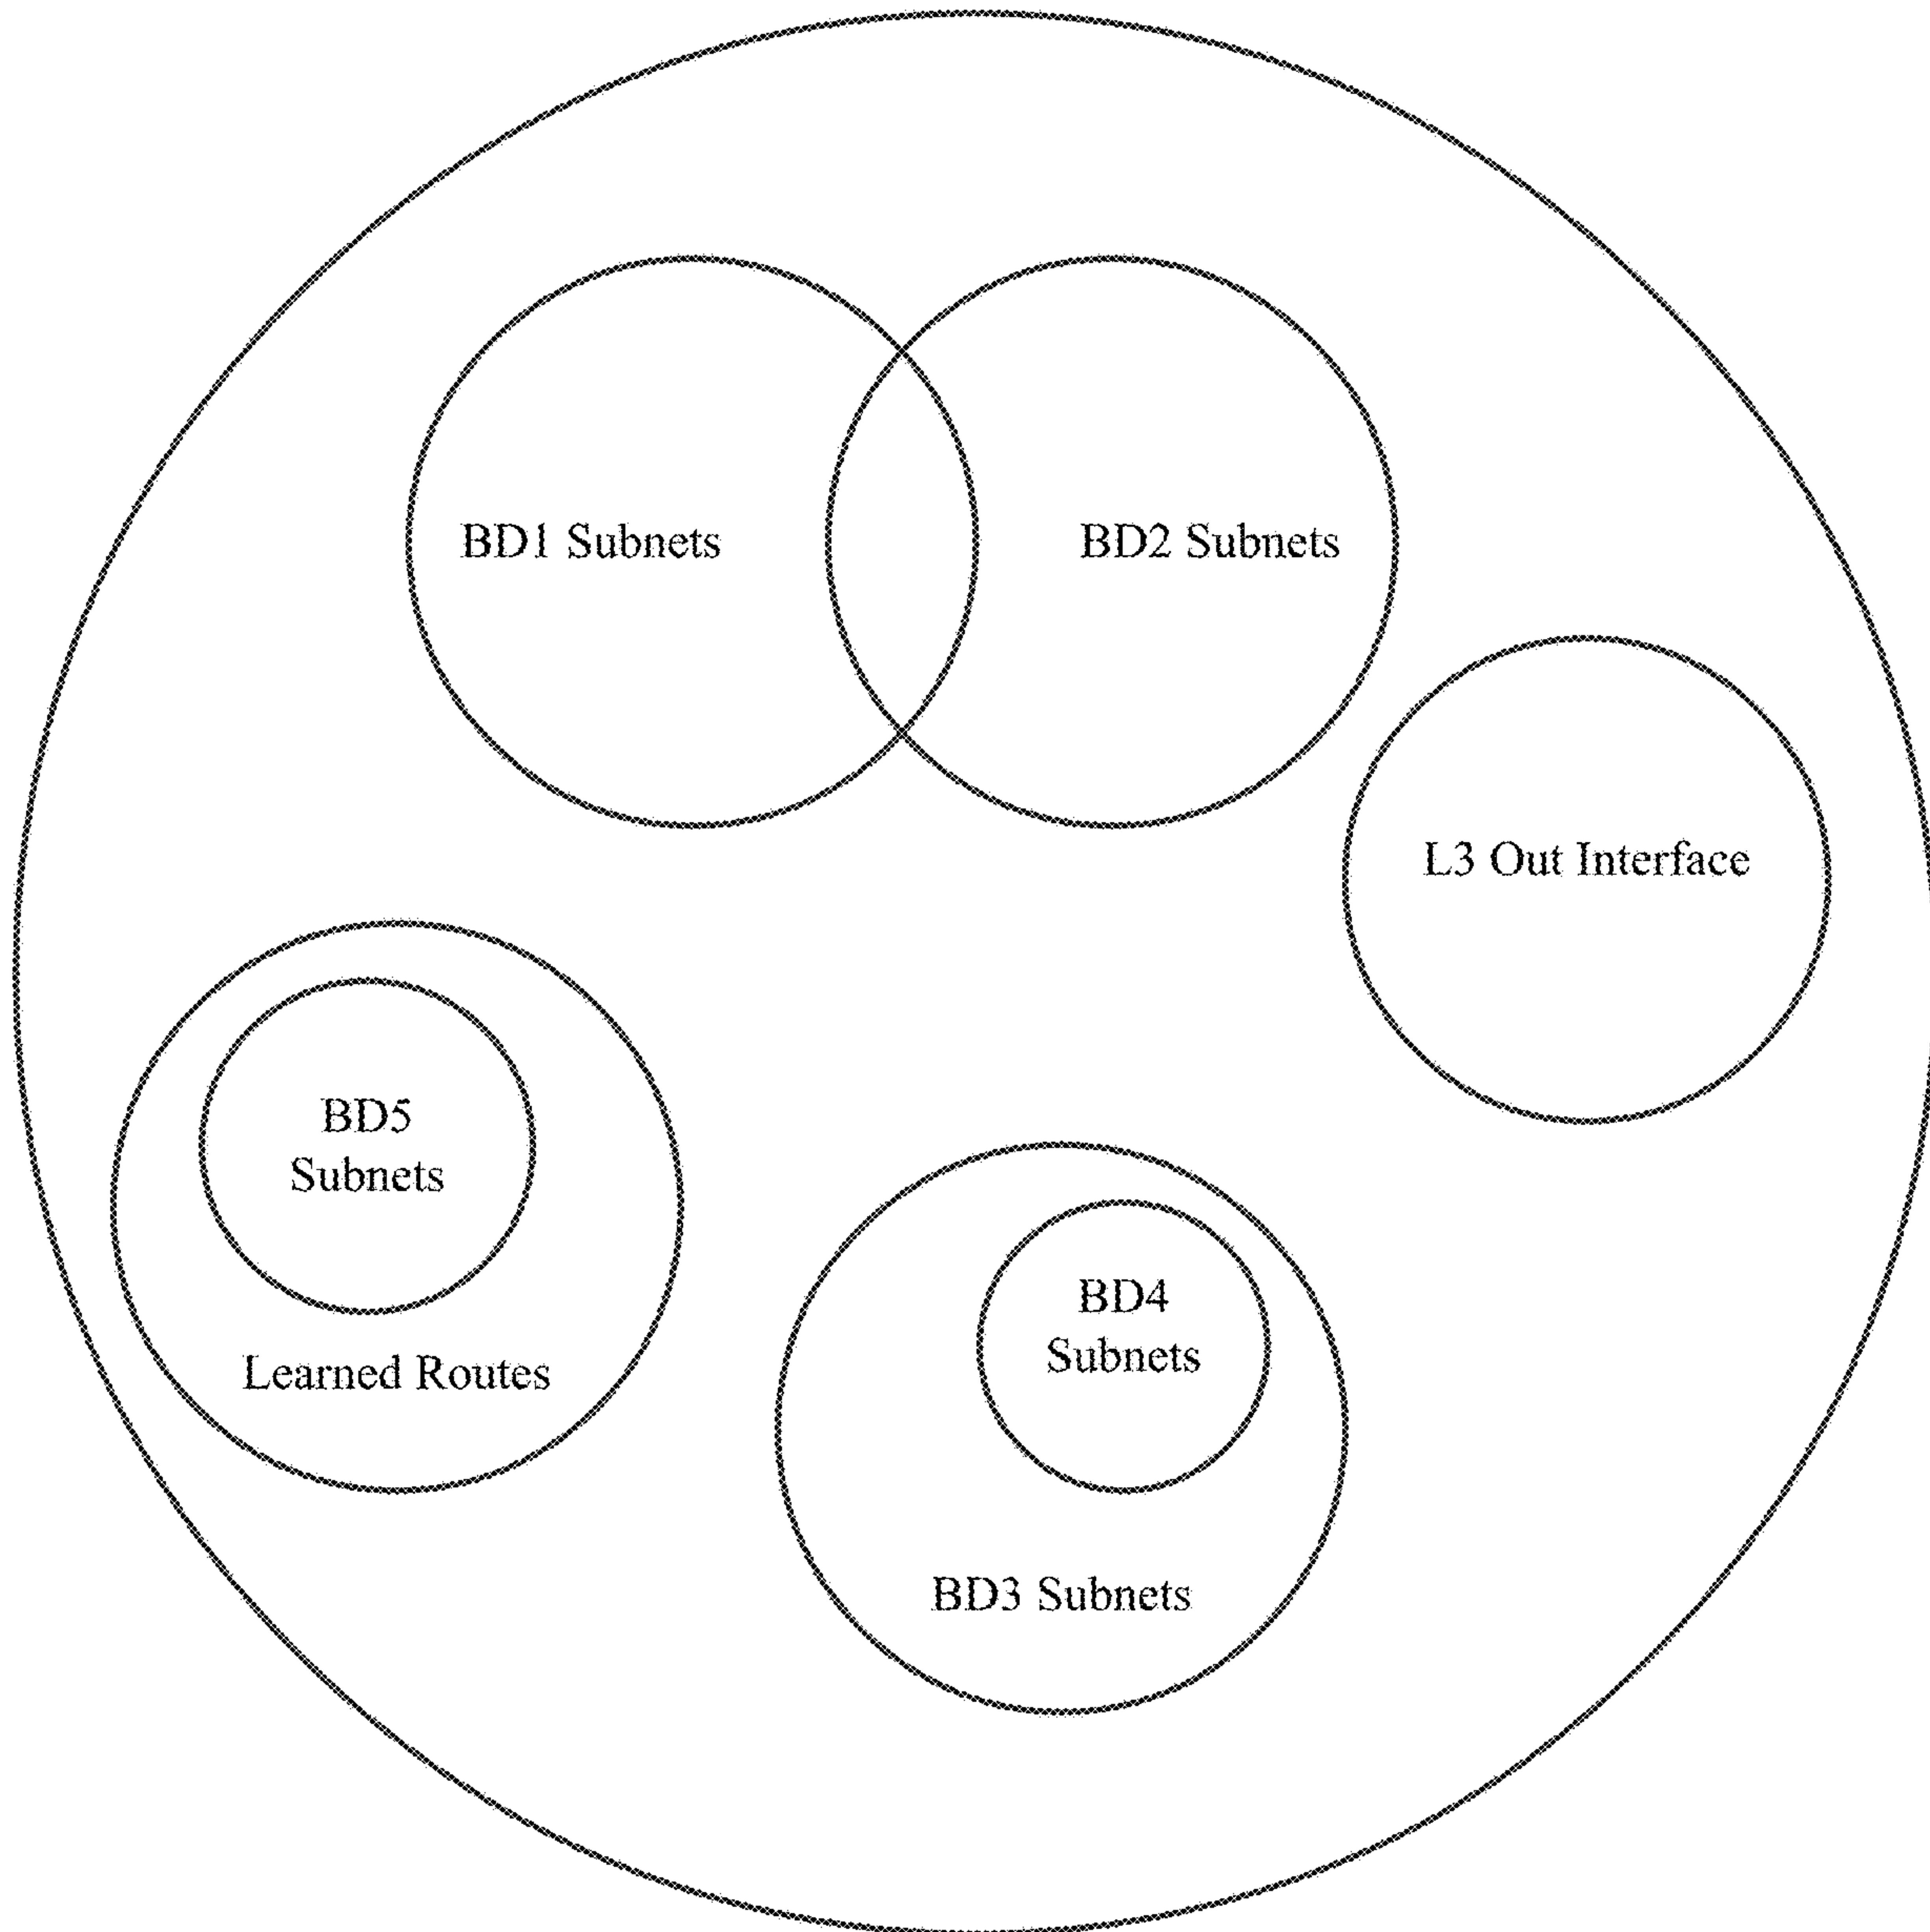 BD1 Subnets
BD2 Subnets
L3 Out Interface
BD5
Subnets
Learned Routes
BD4
Subnets
BD3 Subnets